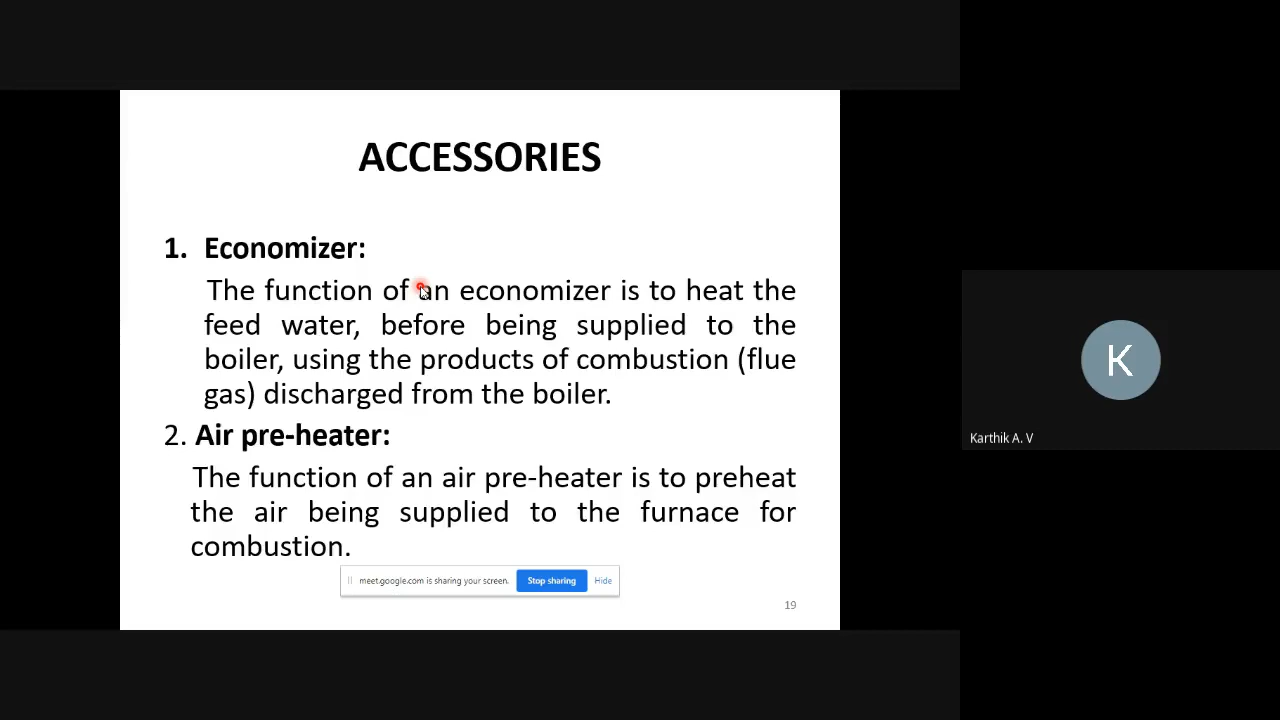 ACCESSORIES
1. Economizer:
The function of an economizer is to heat the
feed water, before being supplied to the
boiler, using the products of combustion (flue
gas) discharged from the boiler.
2. Air pre-heater:
The function of an air pre-heater is to preheat
the air being supplied to the furnace for
combustion.
meet.google.com is sharing your screen. Stop sharing Hide
19
K
Karthik A. V